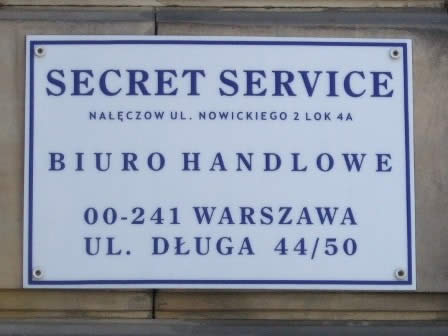 SECRET SERVICE
NAŁĘCZOW UL. NOWICKIEGO 2 LOK 4A
BIURO HANDLOWE
00-241 WARSZAWA
UL. DŁUGA 44/50